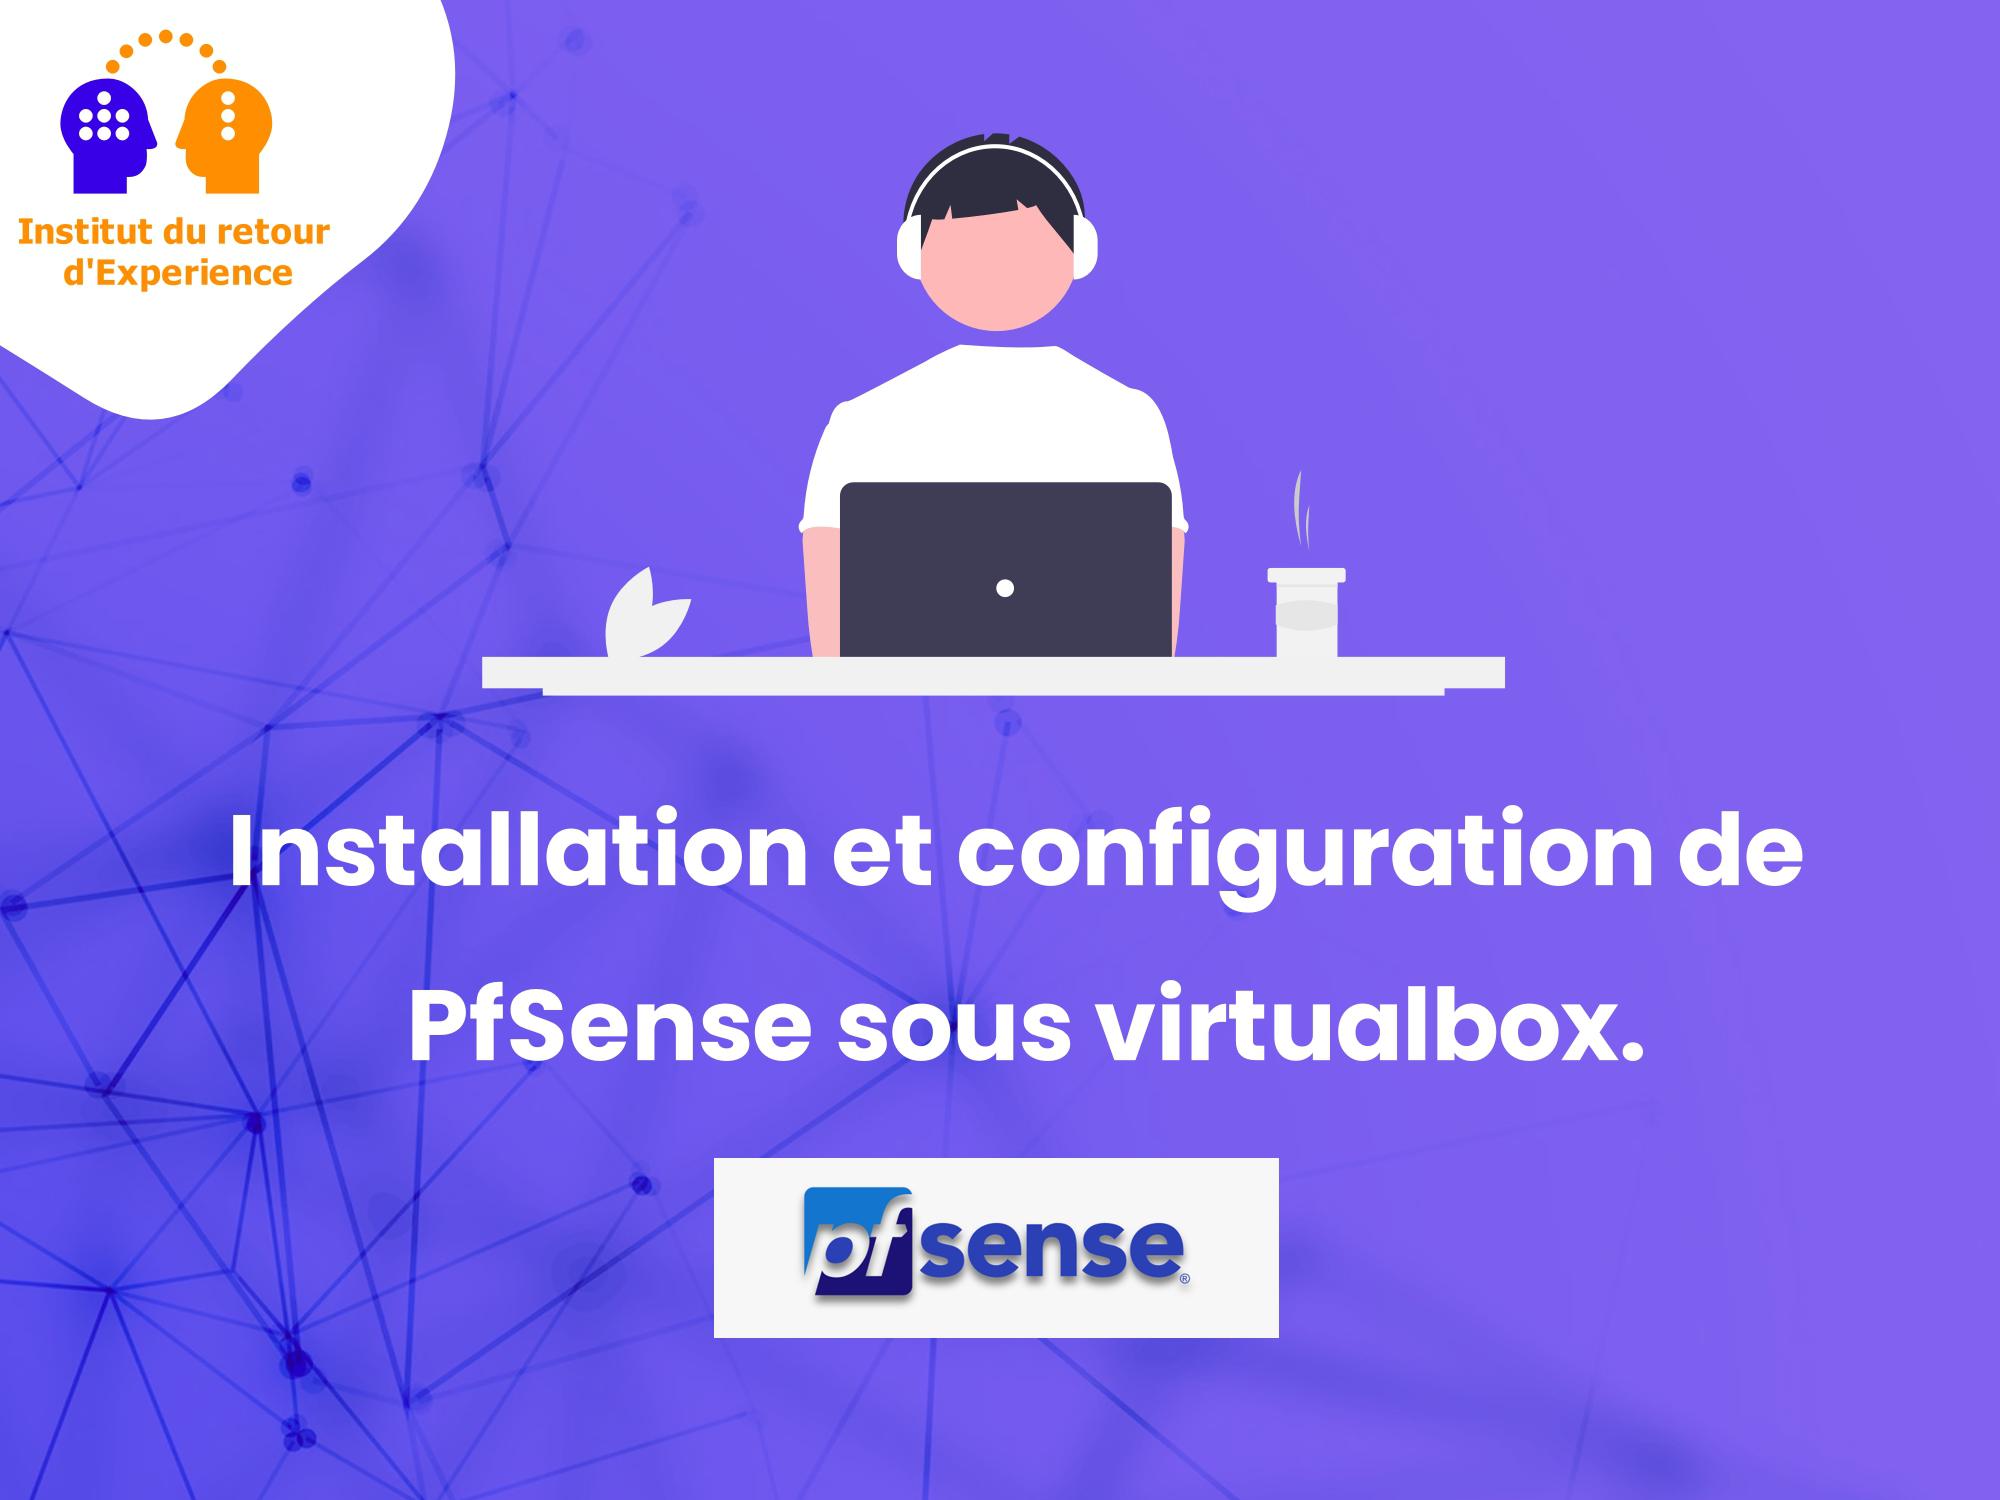 Institut du retour
d'Experience
Installation et configuration de
PfSense sous virtualbox.
pfsense®